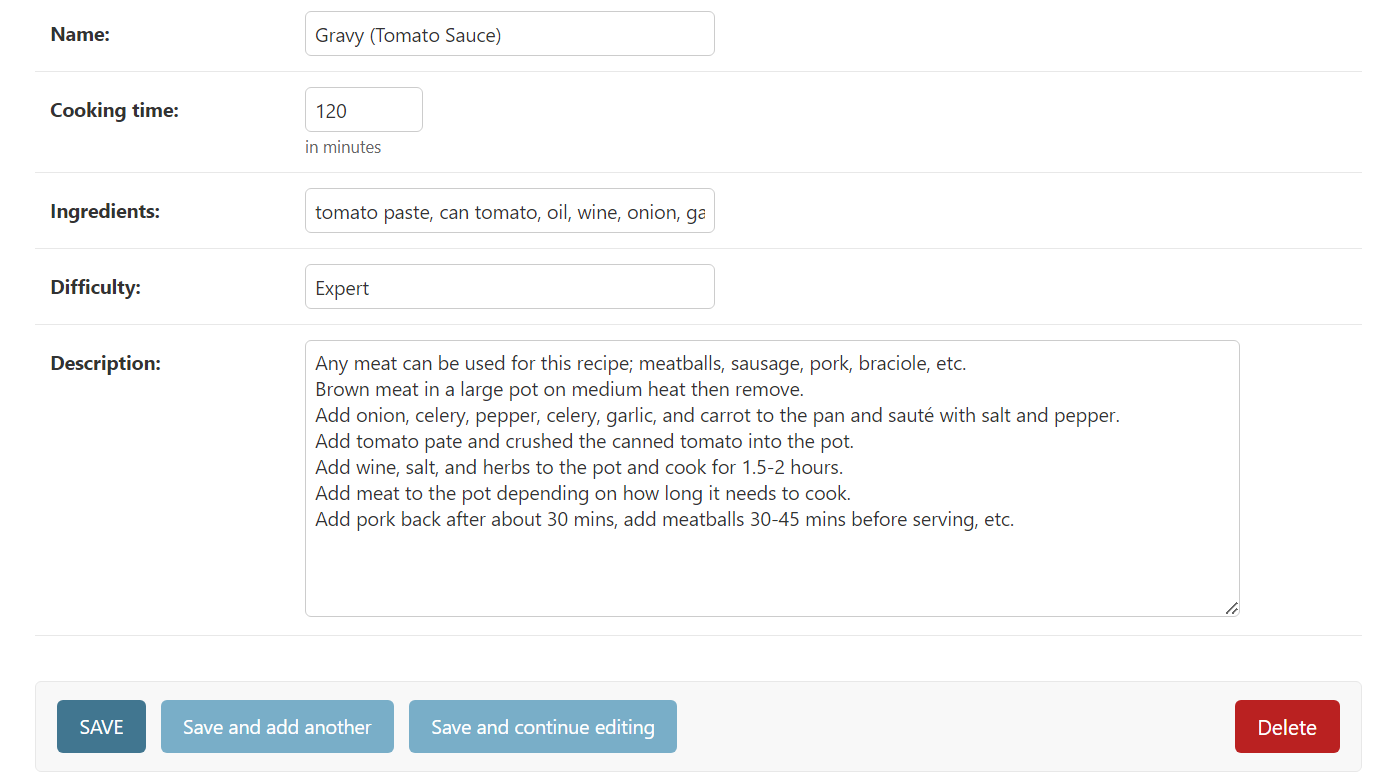 Name:
Gravy (Tomato Sauce)
Cooking time:
120
in minutes
Ingredients:
tomato paste, can tomato, oil, wine, onion, ga
Difficulty:
Expert
Description:
Any meat can be used for this recipe; meatballs, sausage, pork, braciole, etc.
Brown meat in a large pot on medium heat then remove.
Add onion, celery, pepper, celery, garlic, and carrot to the pan and sauté with salt and pepper.
Add tomato pate and crushed the canned tomato into the pot.
Add wine, salt, and herbs to the pot and cook for 1.5-2 hours.
Add meat to the pot depending on how long it needs to cook.
Add pork back after about 30 mins, add meatballs 30-45 mins before serving, etc.
SAVE
Save and add another
Save and continue editing
Delete